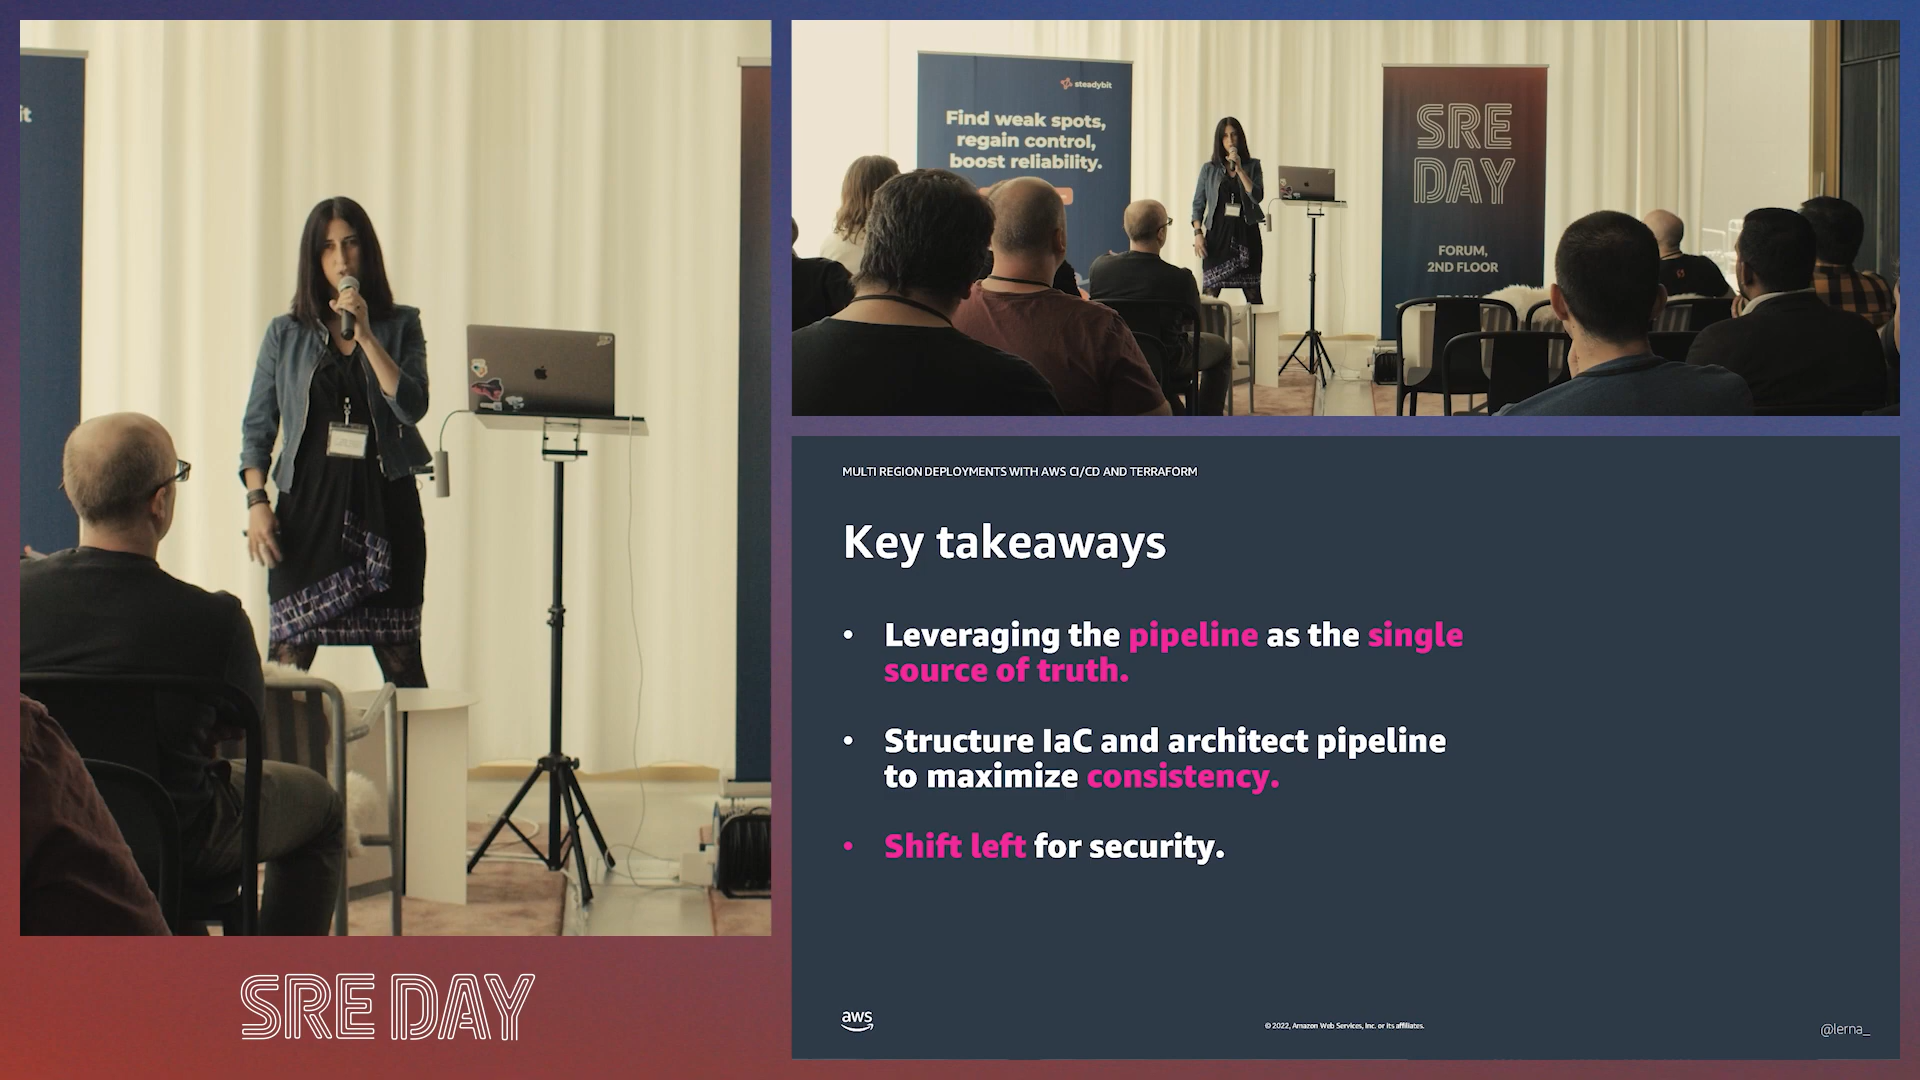 it
steadybit
Find weak spots,
regain control,
boost reliability.
SRE
DAY
FORUM,
2ND FLOOR
MULTI REGION DEPLOYMENTS WITH AWS CI/CD AND TERRAFORM
Key takeaways
• Leveraging the pipeline as the single
source of truth.
• Structure IaC and architect pipeline
to maximize consistency.
• Shift left for security.
aws
© 2022, Amazon Web Services, Inc. or its affiliates.
@lerna_
SRE DAY